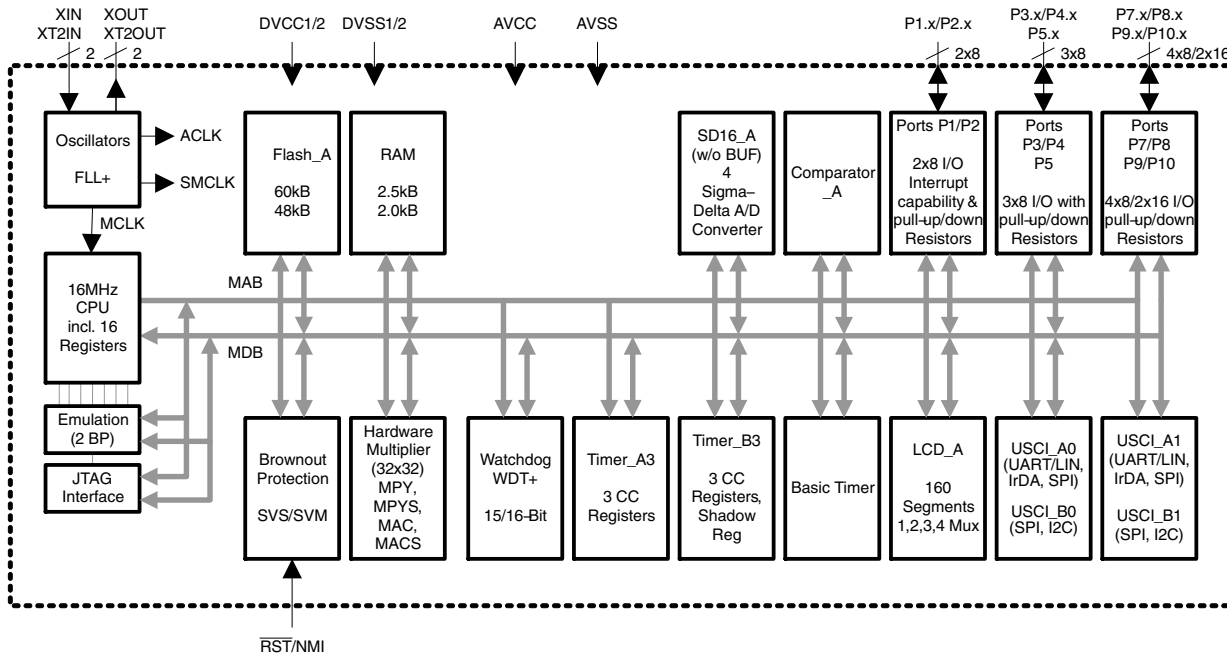 XIN
XT2IN
2
XOUT
XT2OUT
2
DVCC1/2
DVSS1/2
AVCC
AVSS
P1.x/P2.x
2x8
P3.x/P4.x
P5.x
3x8
P7.x/P8.x
P9.x/P10.x
4x8/2x16
Oscillators
FLL+
ACLK
SMCLK
MCLK
Flash_A
60kB
48kB
RAM
2.5kB
2.0kB
SD16_A
(w/o BUF)
4
Sigma–
Delta A/D
Converter
Comparator
_A
Ports P1/P2
2x8 I/O
Interrupt
capability &
pull–up/down
Resistors
Ports
P3/P4
P5
3x8 I/O with
pull–up/down
Resistors
Ports
P7/P8
P9/P10
4x8/2x16 I/O
pull–up/down
Resistors
16MHz
CPU
incl. 16
Registers
MAB
MDB
Emulation
(2 BP)
JTAG
Interface
Brownout
Protection
SVS/SVM
Hardware
Multiplier
(32x32)
MPY,
MPYS,
MAC,
MACS
Watchdog
WDT+
15/16–Bit
Timer_A3
3 CC
Registers
Timer_B3
3 CC
Registers,
Shadow
Reg
Basic Timer
LCD_A
160
Segments
1,2,3,4 Mux
USCI_A0
(UART/LIN,
IrDA, SPI)
USCI_B0
(SPI, I2C)
USCI_A1
(UART/LIN,
IrDA, SPI)
USCI_B1
(SPI, I2C)
RST/NMI